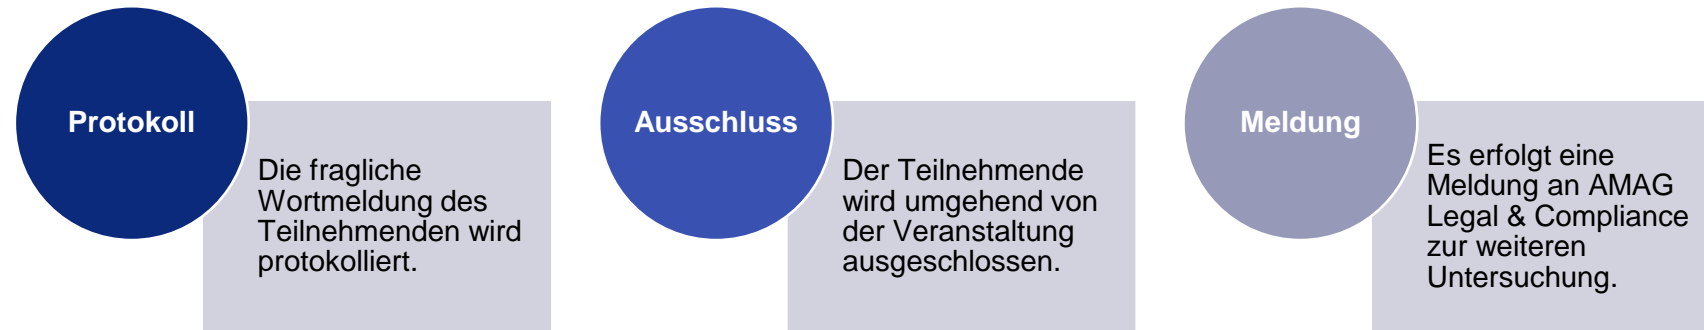 Protokoll
Die fragliche
Wortmeldung des
Teilnehmenden wird
protokolliert.
Ausschluss
Der Teilnehmende
wird umgehend von
der Veranstaltung
ausgeschlossen.
Meldung
Es erfolgt eine
Meldung an AMAG
Legal & Compliance
zur weiteren
Untersuchung.